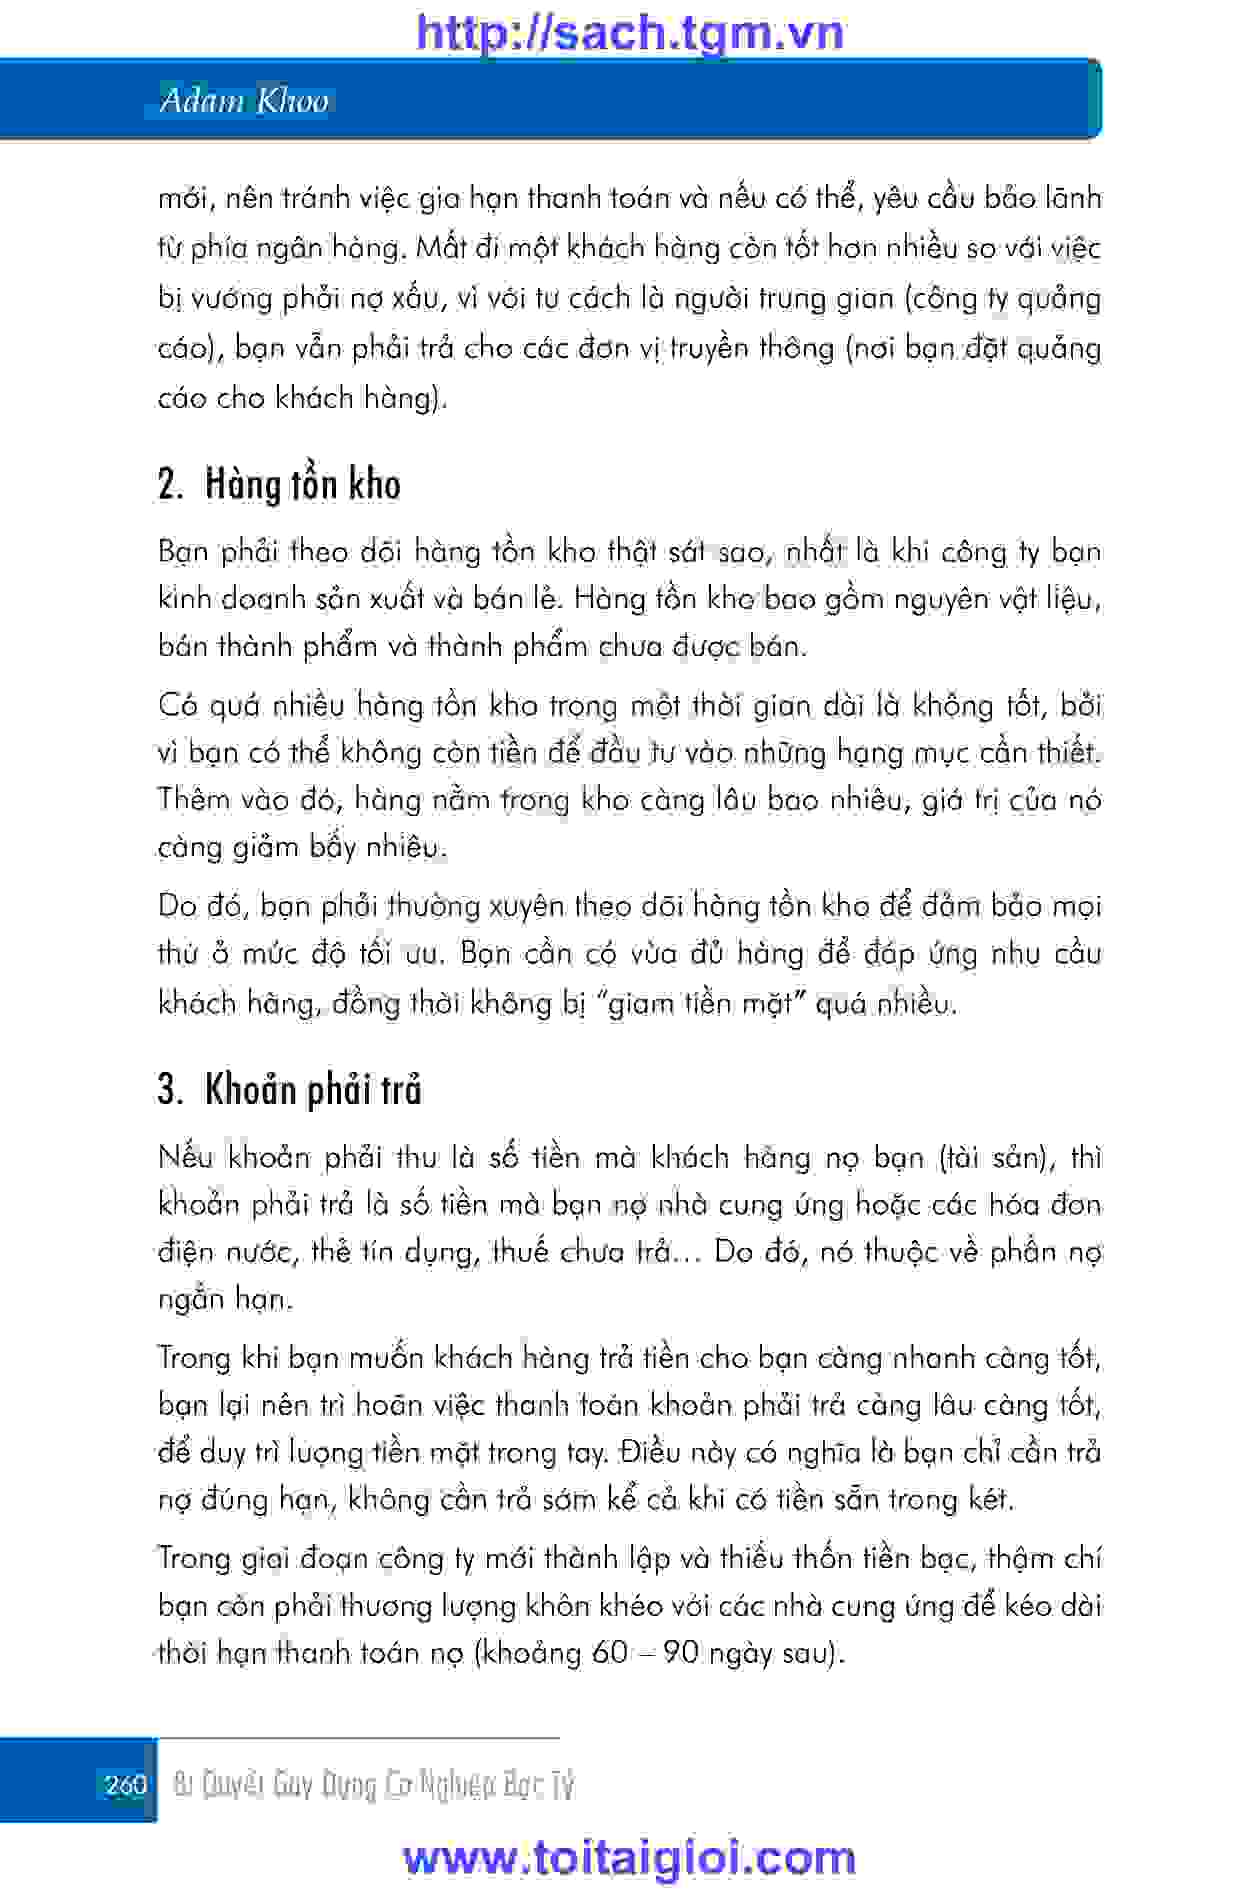 http://sach.tgm.vn
Adam Khoo
mới, nên tránh việc gia hạn thanh toán và nếu có thể, yêu cầu bảo lãnh
từ phía ngân hàng. Mất đi một khách hàng còn tốt hơn nhiều so với việc
bị vướng phải nợ xấu, vì với tư cách là người trung gian (công ty quảng
cáo), bạn vẫn phải trả cho các đơn vị truyền thông (nơi bạn đặt quảng
cáo cho khách hàng).
2. Hàng tồn kho
Bạn phải theo dõi hàng tồn kho thật sát sao, nhất là khi công ty bạn
kinh doanh sản xuất và bán lẻ. Hàng tồn kho bao gồm nguyên vật liệu,
bán thành phẩm và thành phẩm chưa được bán.
Có quá nhiều hàng tồn kho trong một thời gian dài là không tốt, bởi
vì bạn có thể không còn tiền để đầu tư vào những hạng mục cần thiết.
Thêm vào đó, hàng nằm trong kho càng lâu bao nhiêu, giá trị của nó
càng giảm bấy nhiêu.
Do đó, bạn phải thường xuyên theo dõi hàng tồn kho để đảm bảo mọi
thứ ở mức độ tối ưu. Bạn cần có vừa đủ hàng để đáp ứng nhu cầu
khách hàng, đồng thời không bị “giam tiền mặt” quá nhiều.
3. Khoản phải trả
Nếu khoản phải thu là số tiền mà khách hàng nợ bạn (tài sản), thì
khoản phải trả là số tiền mà bạn nợ nhà cung ứng hoặc các hóa đơn
điện nước, thẻ tín dụng, thuế chưa trả... Do đó, nó thuộc về phần nợ
ngắn hạn.
Trong khi bạn muốn khách hàng trả tiền cho bạn càng nhanh càng tốt,
bạn lại nên trì hoãn việc thanh toán khoản phải trả càng lâu càng tốt,
để duy trì lượng tiền mặt trong tay. Điều này có nghĩa là bạn chỉ cần trả
nợ đúng hạn, không cần trả sớm kể cả khi có tiền sẵn trong két.
Trong giai đoạn công ty mới thành lập và thiếu thốn tiền bạc, thậm chí
bạn còn phải thương lượng khôn khéo với các nhà cung ứng để kéo dài
thời hạn thanh toán nợ (khoảng 60 – 90 ngày sau).
260 Bí Quyết Gây Dựng Cơ Nghiệp Bạc Tỷ
www.toitaigioi.com